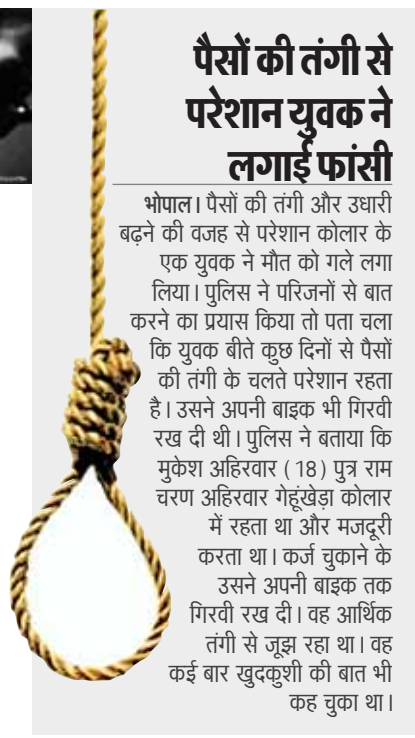 पैसों की तंगी से
परेशान युवक ने
लगाई फांसी
भोपाल। पैसों की तंगी और उधारी
बढ़ने की वजह से परेशान कोलार के
एक युवक ने मौत को गले लगा
लिया। पुलिस ने परिजनों से बात
करने का प्रयास किया तो पता चला
कि युवक बीते कुछ दिनों से पैसों
की तंगी के चलते परेशान रहता
है। उसने अपनी बाइक भी गिरवी
रख दी थी। पुलिस ने बताया कि
मुकेश अहिरवार (18) पुत्र राम
चरण अहिरवार गेहूंखेड़ा कोलार
में रहता था और मजदूरी
करता था। कर्ज चुकाने के
उसने अपनी बाइक तक
गिरवी रख दी। वह आर्थिक
तंगी से जूझ रहा था। वह
कई बार खुदकुशी की बात भी
कह चुका था।